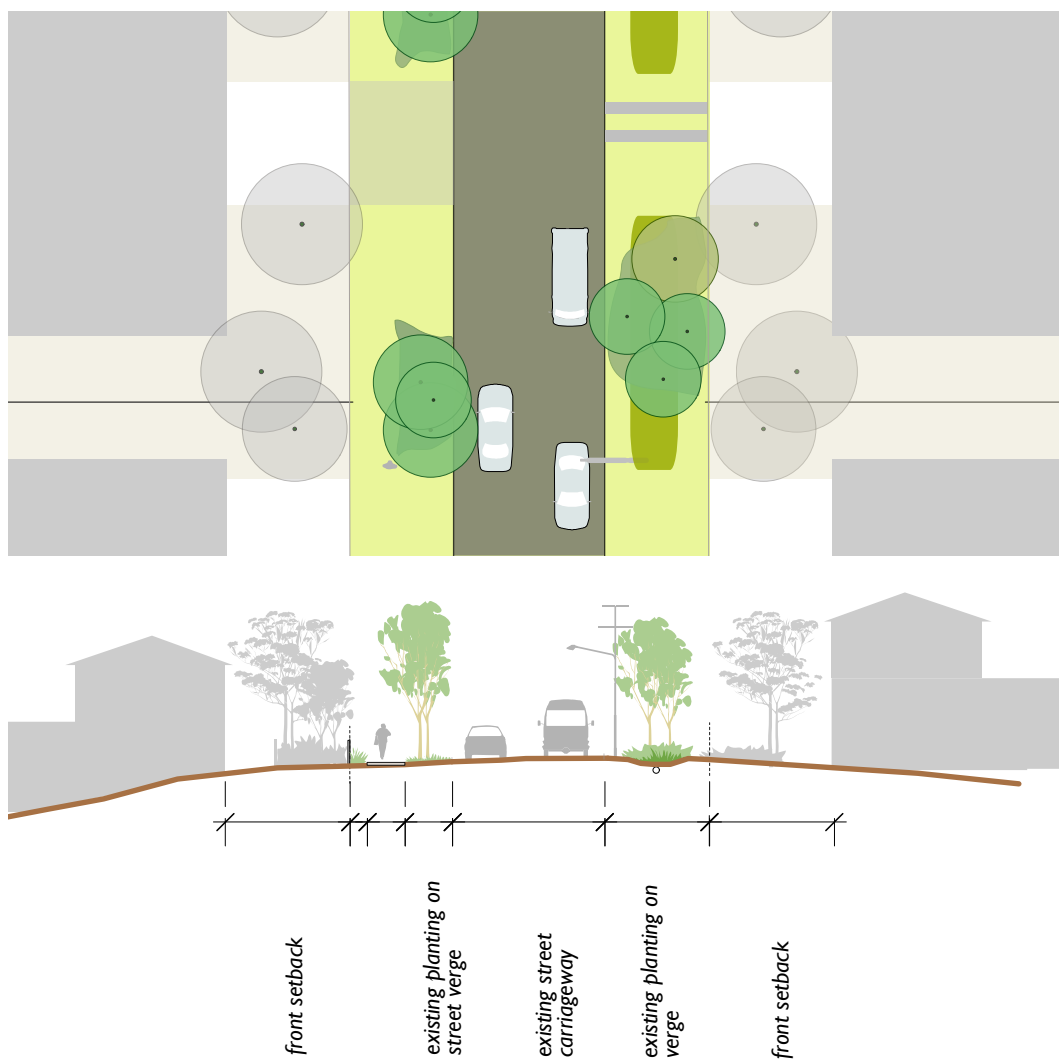 front setback
existing planting on
street verge
existing street
carriageway
existing planting on
verge
front setback